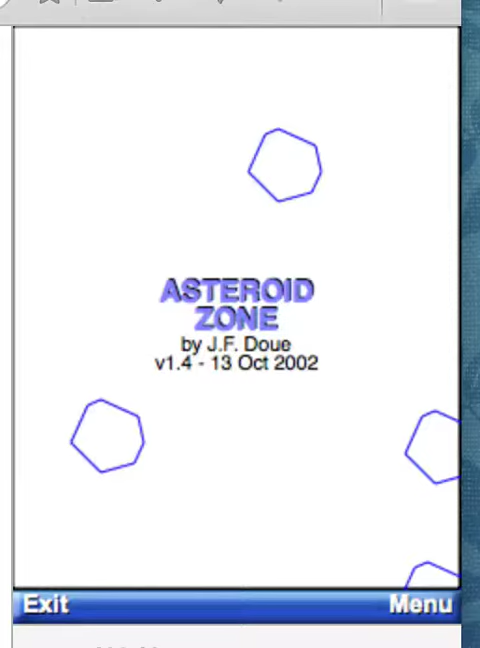 ASTEROID
ZONE
by J.F. Doue
v1.4 - 13 Oct 2002
Exit Menu